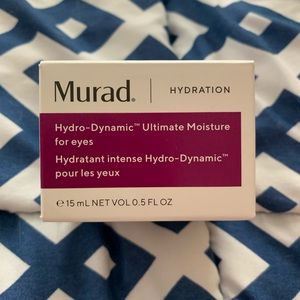 Murad. | HYDRATION
Hydro-Dynamic™ Ultimate Moisture
for eyes
Hydratant intense Hydro-Dynamic™
pour les yeux
℮ 15 mL NET VOL 0.5 FL OZ